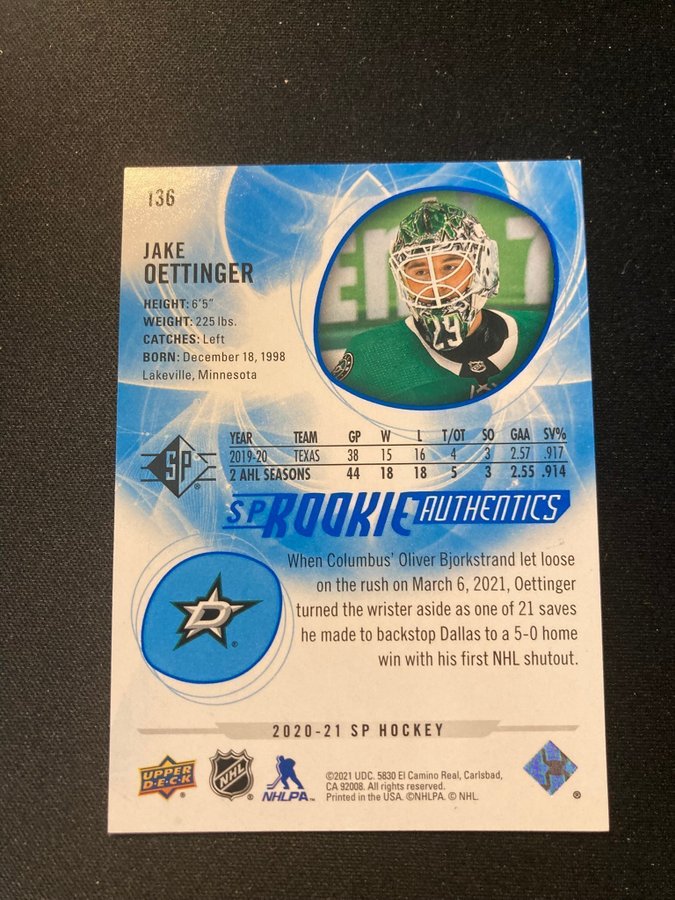 136
JAKE
OETTINGER
HEIGHT: 6'5"
WEIGHT: 225 lbs.
CATCHES: Left
BORN: December 18, 1998
Lakeville, Minnesota
29
SP
YEAR TEAM GP W L T/OT SO GAA SV%
2019-20 TEXAS 38 15 16 4 3 2.57 .917
2 AHL SEASONS 44 18 18 5 3 2.55 .914
SP ROOKIE AUTHENTICS
When Columbus' Oliver Bjorkstrand let loose
on the rush on March 6, 2021, Oettinger
turned the wrister aside as one of 21 saves
he made to backstop Dallas to a 5-0 home
win with his first NHL shutout.
D
2020-21 SP HOCKEY
UPPER
DECK
NHL
NHLPA
©2021 UDC. 5830 El Camino Real, Carlsbad,
CA 92008. All rights reserved.
Printed in the USA. ©NHLPA. © NHL.